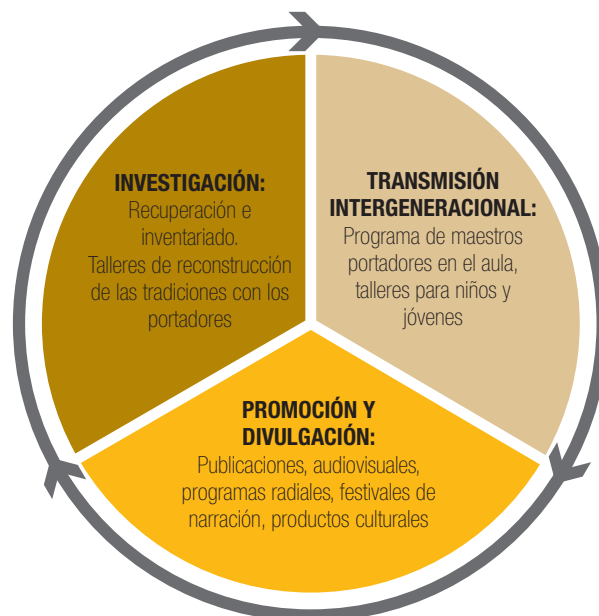 INVESTIGACIÓN:
Recuperación e
inventariado.
Talleres de reconstrucción
de las tradiciones con los
portadores
TRANSMISIÓN
INTERGENERACIONAL:
Programa de maestros
portadores en el aula,
talleres para niños y
jóvenes
PROMOCIÓN Y
DIVULGACIÓN:
Publicaciones, audiovisuales,
programas radiales, festivales de
narración, productos culturales